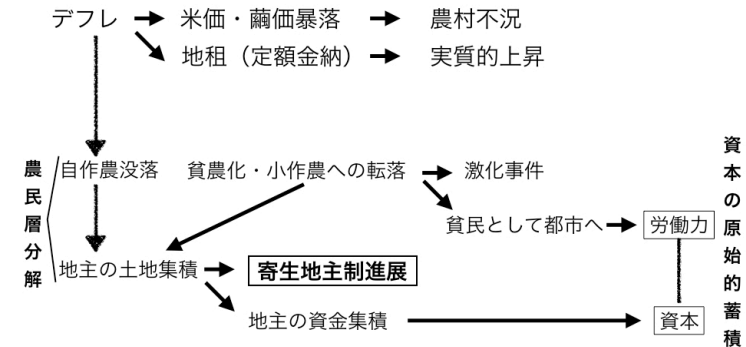 デフレ
米価・繭価暴落
農村不況
地租（定額金納）
実質的上昇
農民層分解
自作農没落
貧農化・小作農への転落
激化事件
貧民として都市へ
労働力
地主の土地集積
寄生地主制進展
地主の資金集積
資本
資本の原始的蓄積